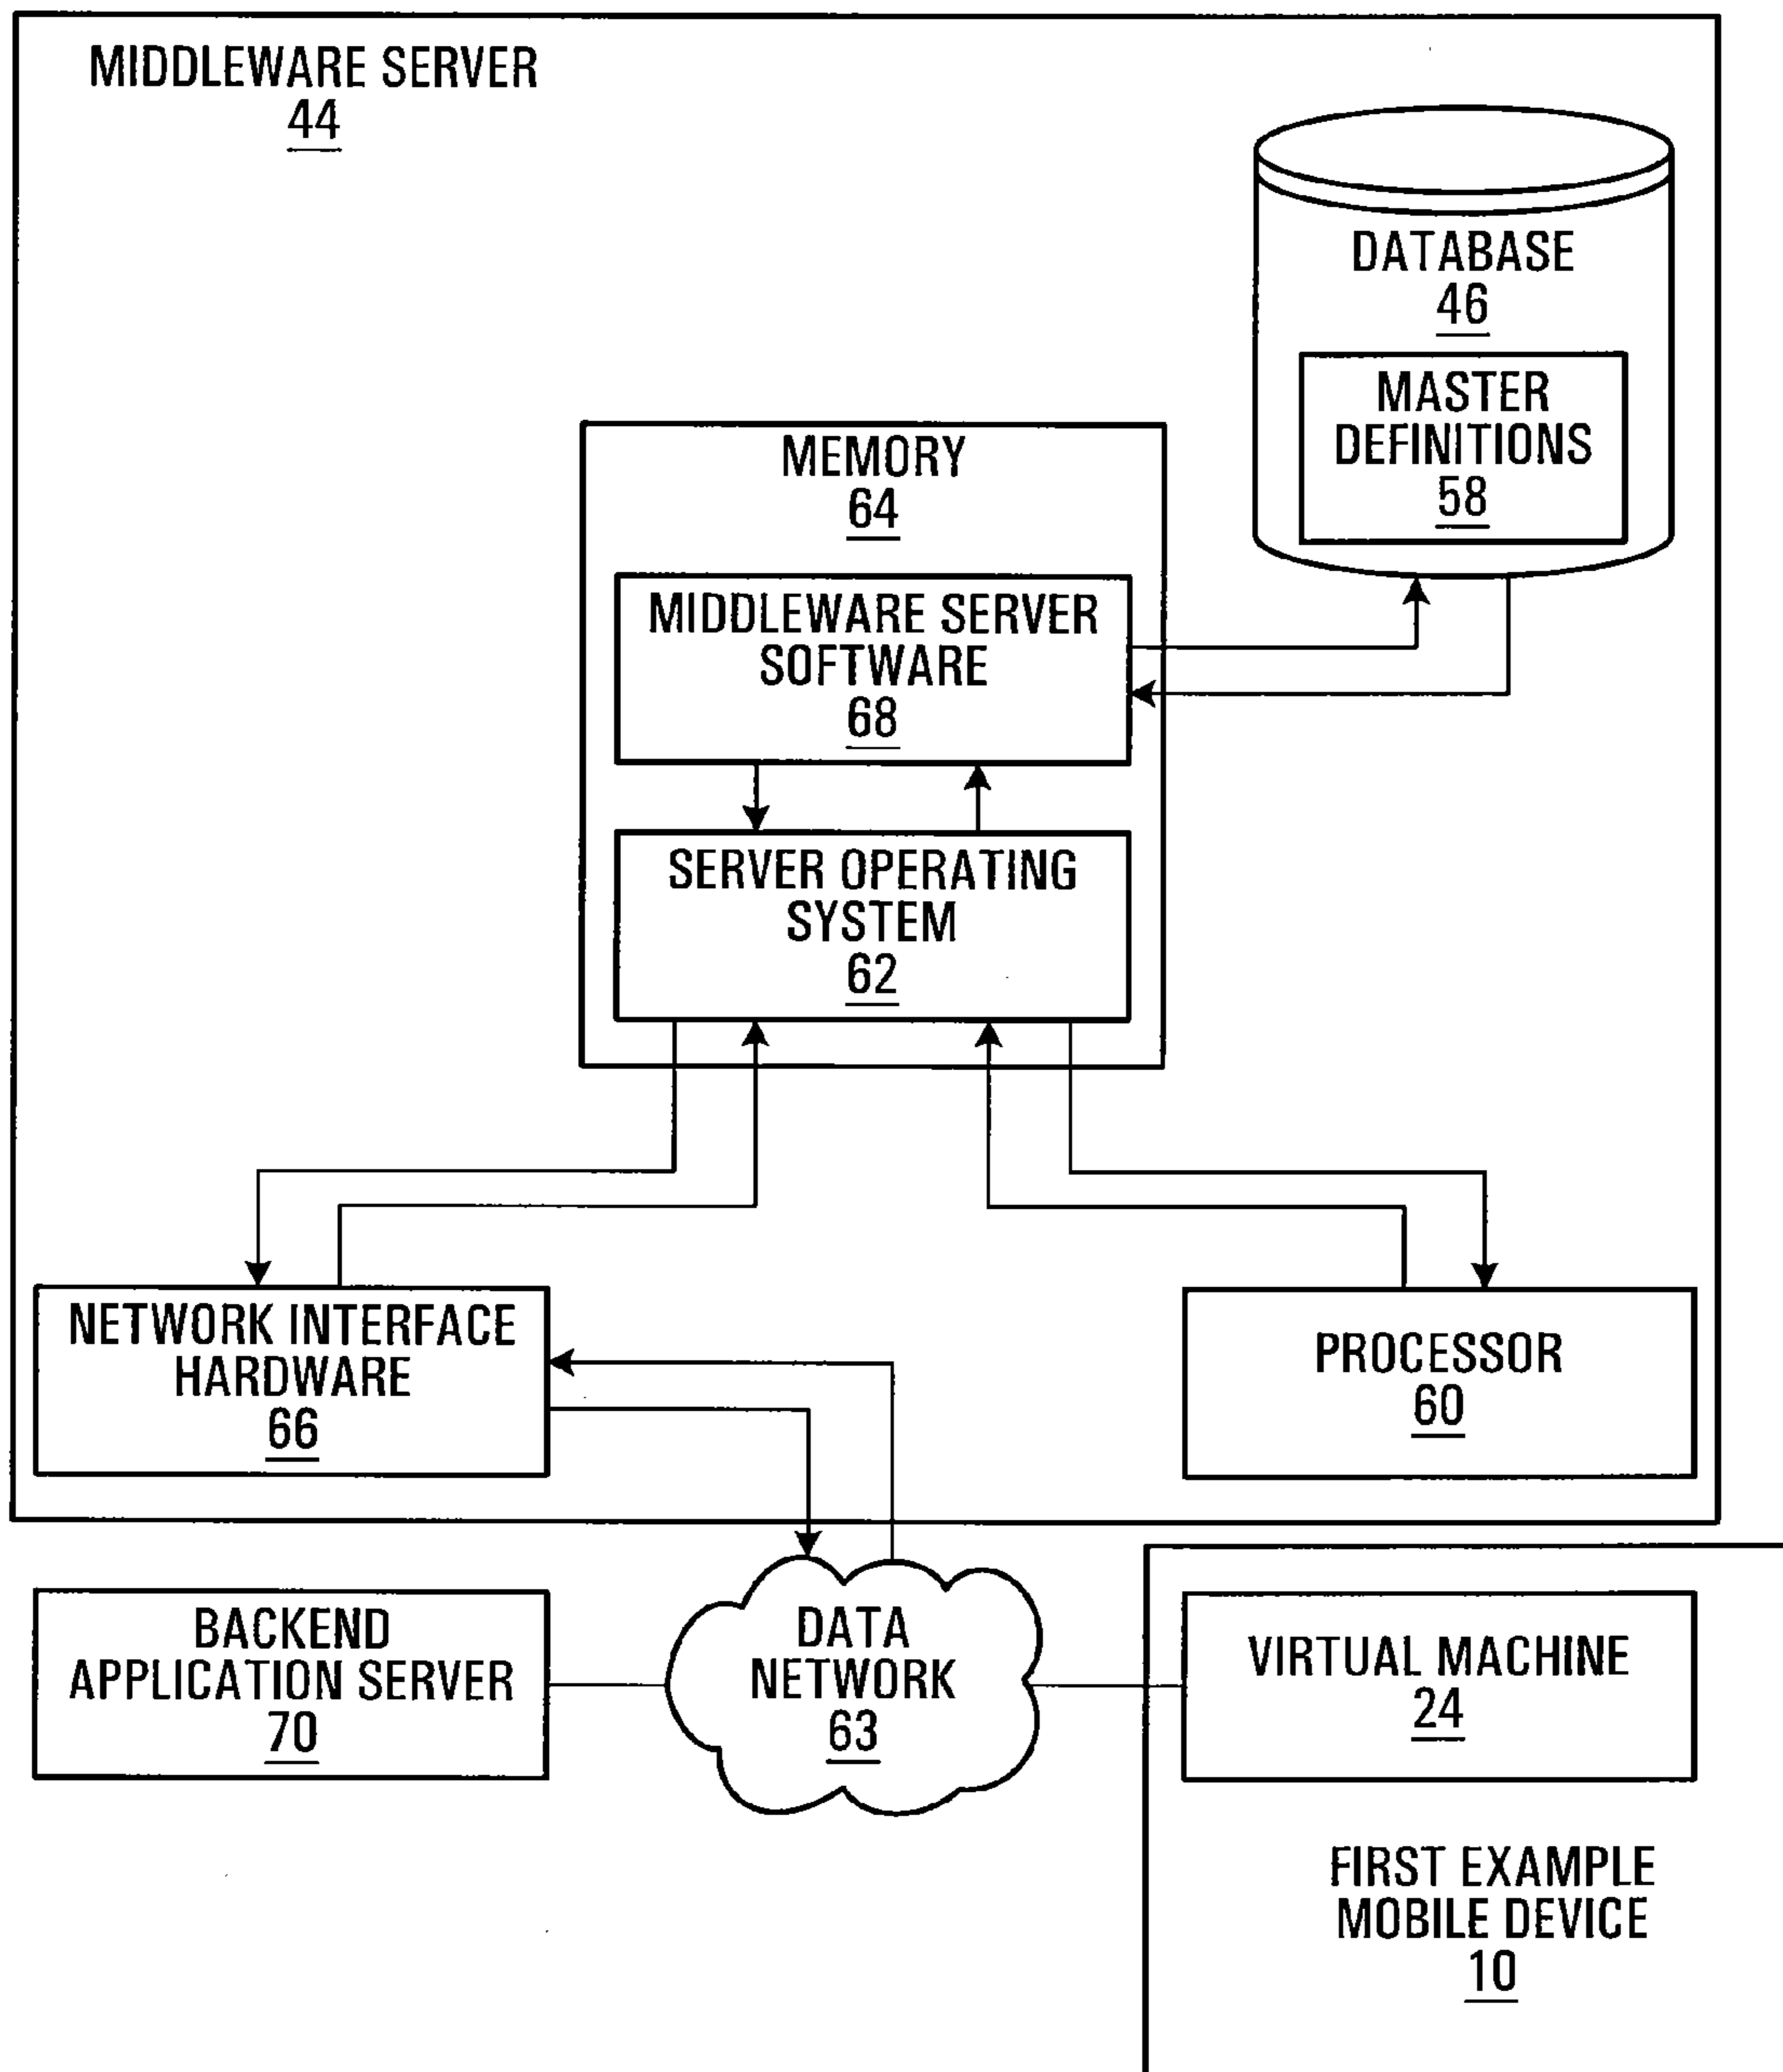 MIDDLEWARE SERVER
44
DATABASE
46
MASTER
DEFINITIONS
58
MEMORY
64
MIDDLEWARE SERVER
SOFTWARE
68
SERVER OPERATING
SYSTEM
62
NETWORK INTERFACE
HARDWARE
66
PROCESSOR
60
BACKEND
APPLICATION SERVER
70
DATA
NETWORK
63
VIRTUAL MACHINE
24
FIRST EXAMPLE
MOBILE DEVICE
10